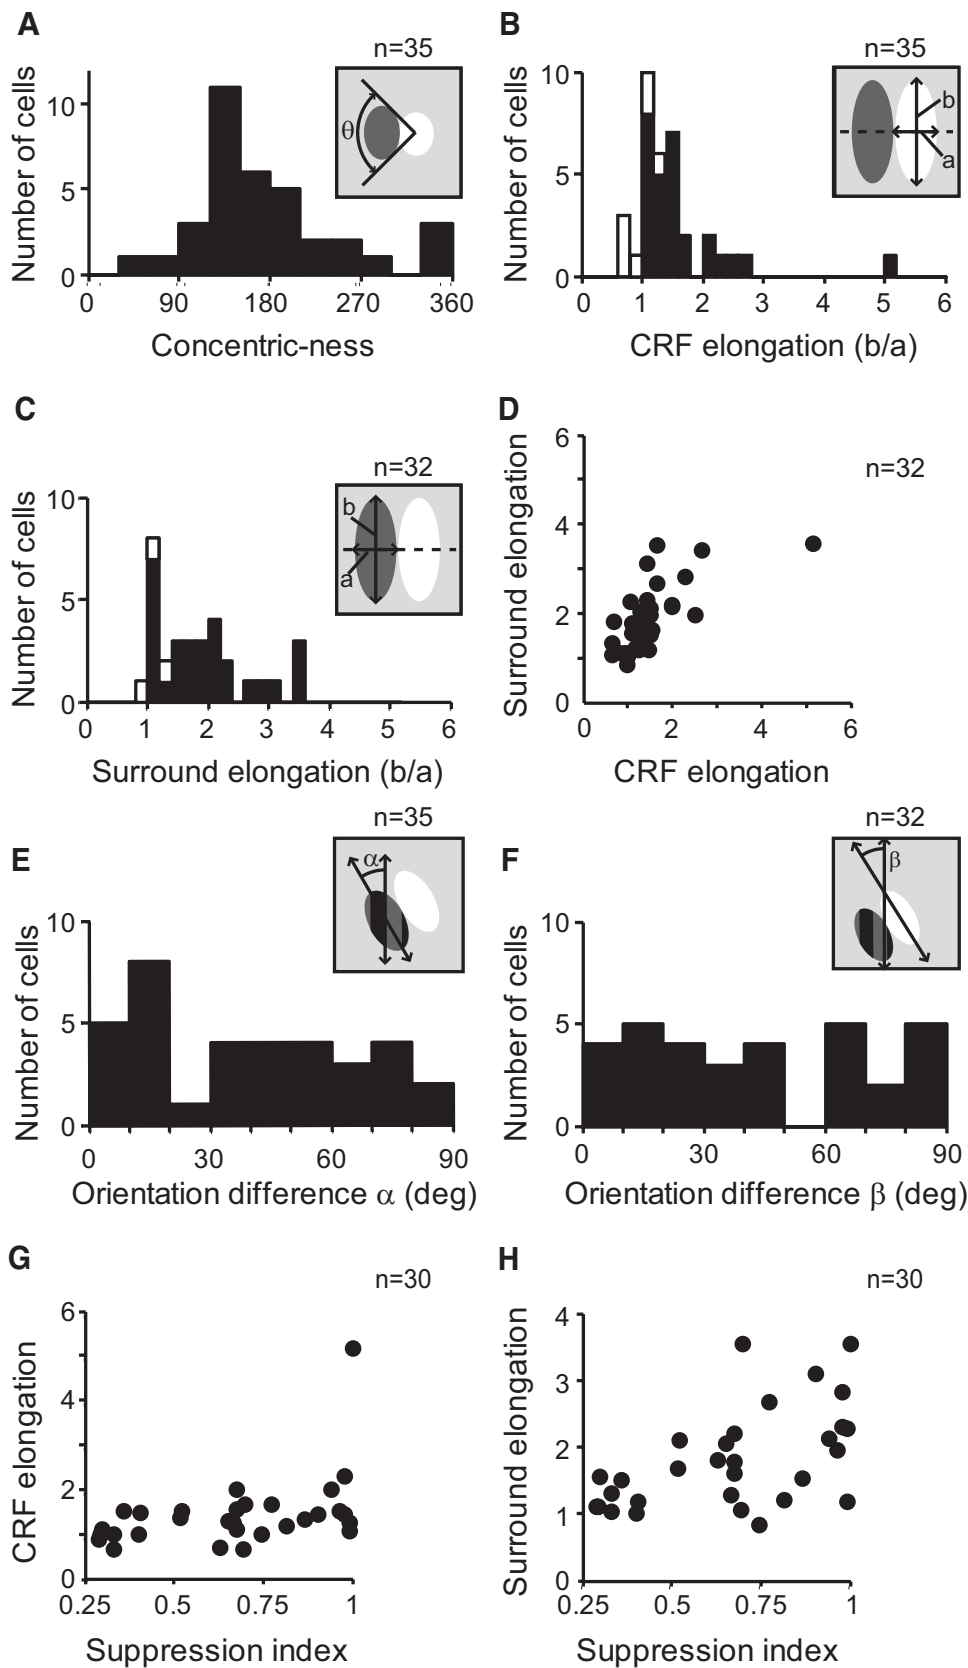 A
n=35
Number of cells
10
5
0
θ
0 90 180 270 360
Concentric-ness
B
n=35
Number of cells
10
5
0
b
a
0 1 2 3 4 5 6
CRF elongation (b/a)
C
n=32
Number of cells
10
5
0
b
a
0 1 2 3 4 5 6
Surround elongation (b/a)
D
n=32
Surround elongation
6
4
2
0
0 2 4 6
CRF elongation
E
n=35
Number of cells
10
5
0
α
0 30 60 90
Orientation difference α (deg)
F
n=32
Number of cells
10
5
0
β
0 30 60 90
Orientation difference β (deg)
G
n=30
CRF elongation
6
4
2
0
0.25 0.5 0.75 1
Suppression index
H
n=30
Surround elongation
4
3
2
1
0
0.25 0.5 0.75 1
Suppression index